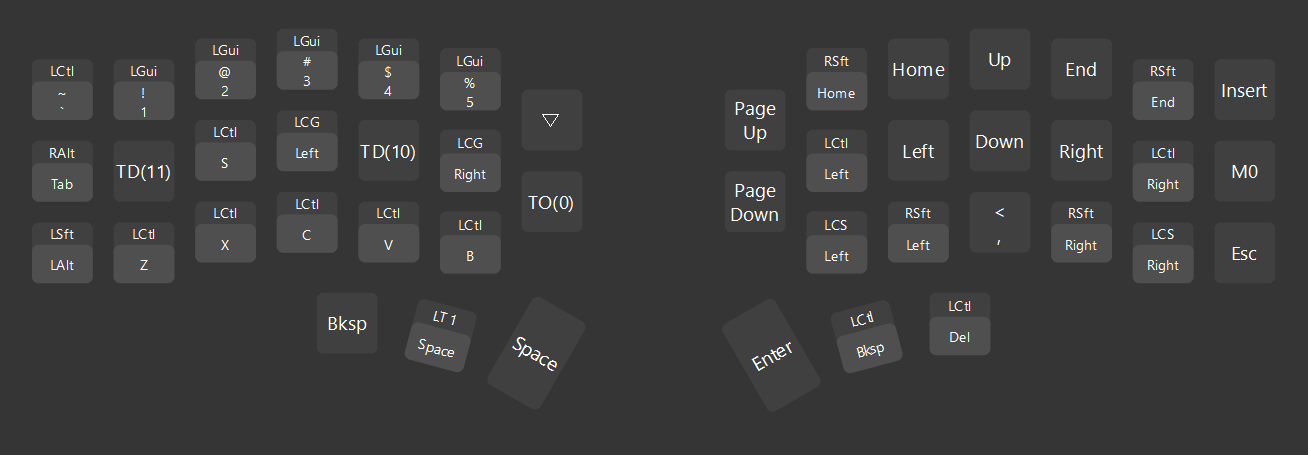 LCtl
~
`
LGui
!
1
LGui
@
2
LGui
#
3
LGui
$
4
LGui
%
5
RSft
Home
Home
Up
End
RSft
End
Insert
Page
Up
RAlt
Tab
TD(11)
LCtl
S
LCG
Left
TD(10)
LCG
Right
TO(0)
LCtl
Left
Left
Down
Right
LCtl
Right
M0
Page
Down
LSft
LAlt
LCtl
Z
LCtl
X
LCtl
C
LCtl
V
LCtl
B
LCS
Left
RSft
Left
<
,
RSft
Right
LCS
Right
Esc
Bksp
LT 1
Space
Space
Enter
LCtl
Bksp
LCtl
Del